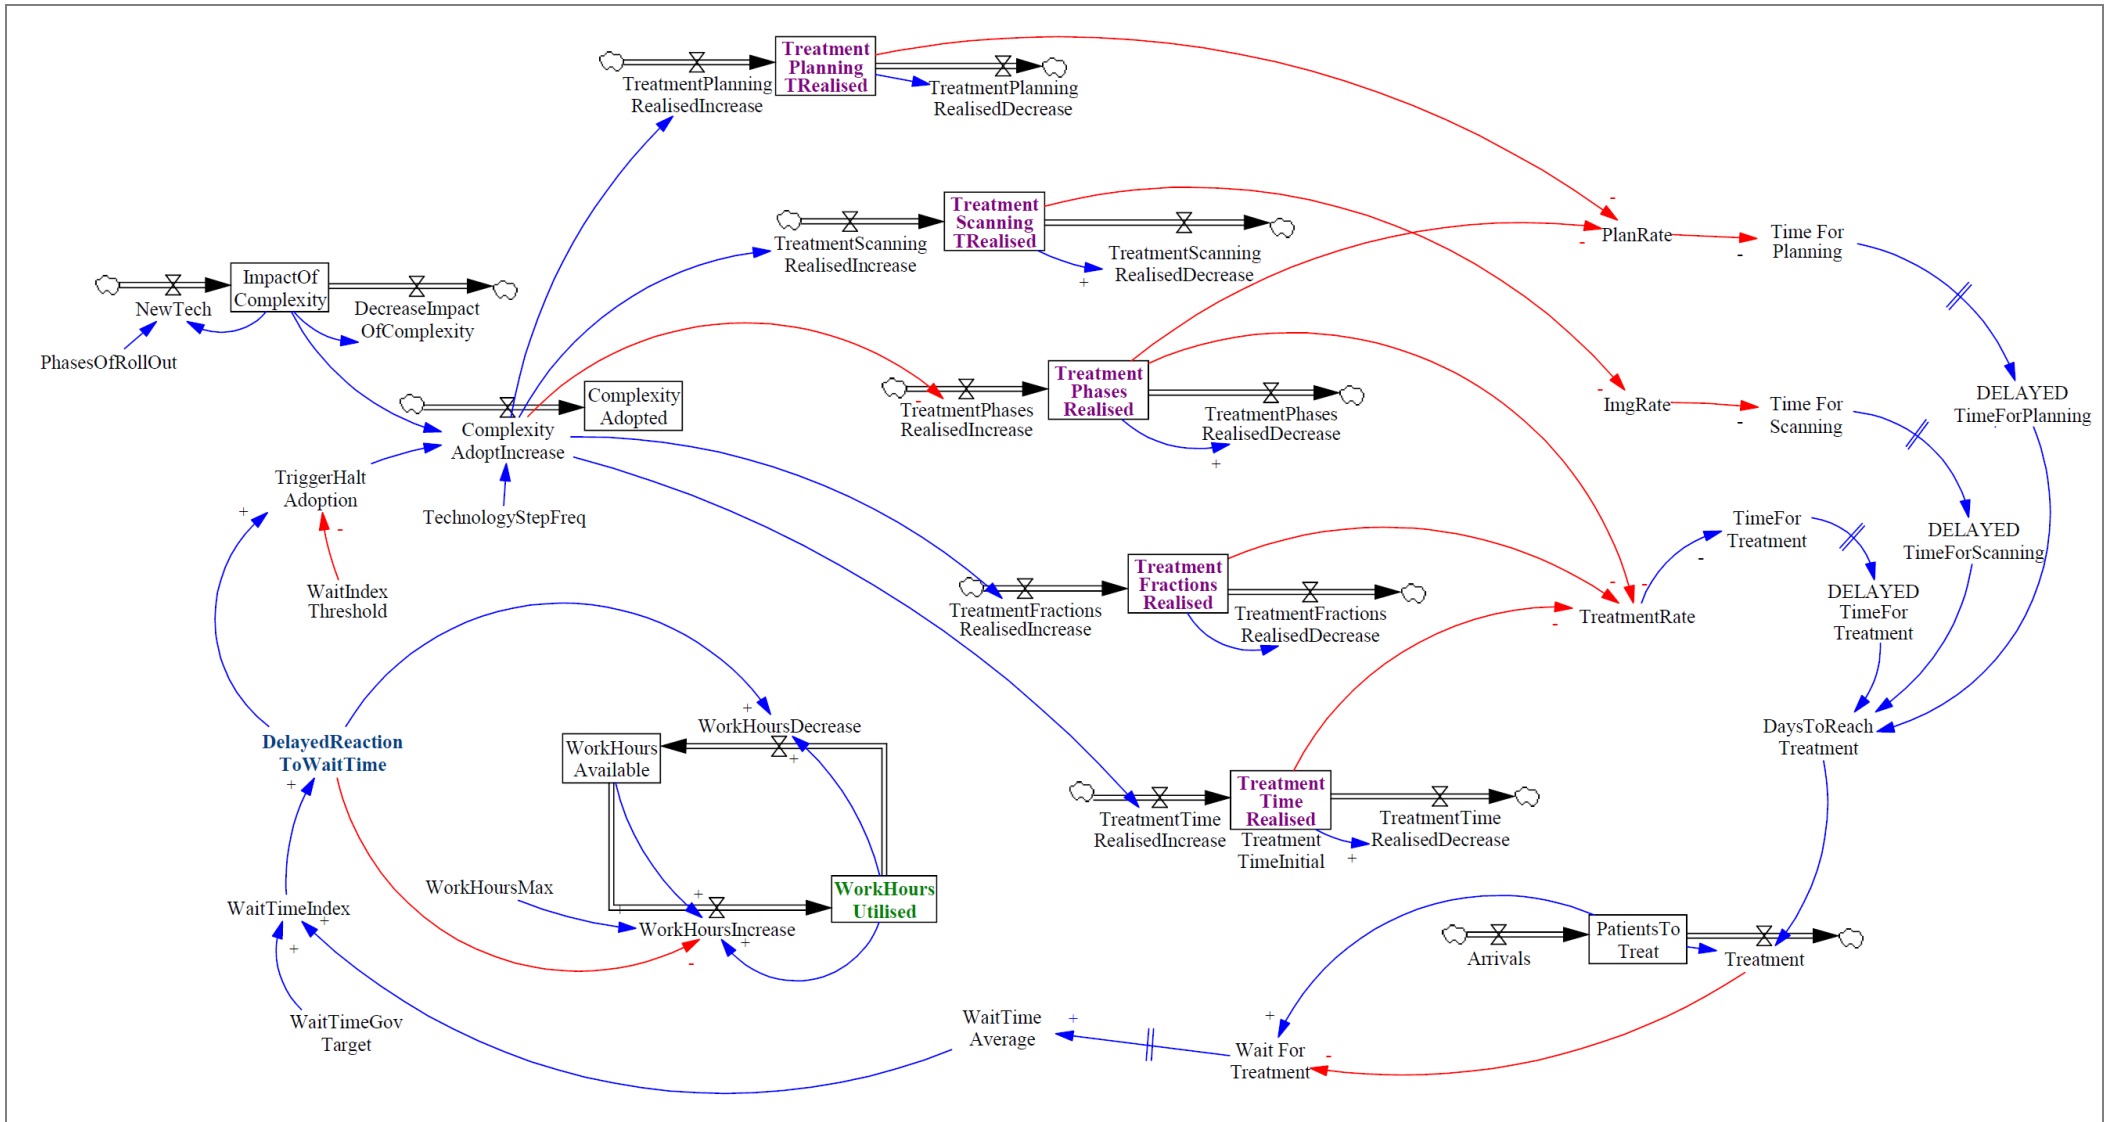 Treatment
Planning
TRealised
TreatmentPlanning
RealisedIncrease
TreatmentPlanning
RealisedDecrease
Treatment
Scanning
TRealised
TreatmentScanning
RealisedIncrease
TreatmentScanning
RealisedDecrease
+
-
-
PlanRate
-
Time For
Planning
ImpactOf
Complexity
NewTech
DecreaseImpact
OfComplexity
PhasesOfRollOut
Complexity
Adopted
Complexity
AdoptIncrease
TechnologyStepFreq
TriggerHalt
Adoption
+
-
WaitIndex
Threshold
Treatment
Phases
Realised
-
TreatmentPhases
RealisedIncrease
TreatmentPhases
RealisedDecrease
+
-
ImgRate
-
Time For
Scanning
DELAYED
TimeForPlanning
TimeFor
Treatment
-
DELAYED
TimeForScanning
Treatment
Fractions
Realised
TreatmentFractions
RealisedIncrease
TreatmentFractions
RealisedDecrease
-
-
-
TreatmentRate
DELAYED
TimeFor
Treatment
DelayedReaction
ToWaitTime
+
+
WorkHoursDecrease
+
WorkHours
Available
WorkHoursMax
+
WorkHoursIncrease
+
-
WorkHours
Utilised
Treatment
Time
Realised
Treatment
TimeInitial
TreatmentTime
RealisedIncrease
TreatmentTime
RealisedDecrease
+
DaysToReach
Treatment
WaitTimeIndex
+
+
WaitTimeGov
Target
Arrivals
PatientsTo
Treat
Treatment
WaitTime
Average
+
+
Wait For
Treatment
-